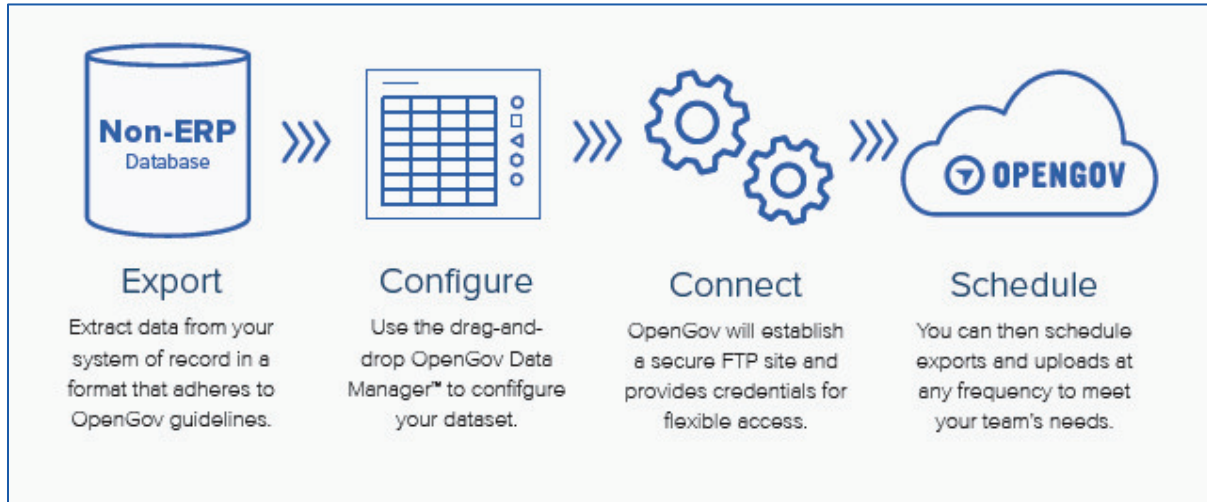 Non-ERP
Database
OPENGOV
Export
Extract data from your
system of record in a
format that adheres to
OpenGov guidelines.
Configure
Use the drag-and-
drop OpenGov Data
Manager™ to confifgure
your dataset.
Connect
OpenGov will establish
a secure FTP site and
provides credentials for
flexible access.
Schedule
You can then schedule
exports and uploads at
any frequency to meet
your team's needs.